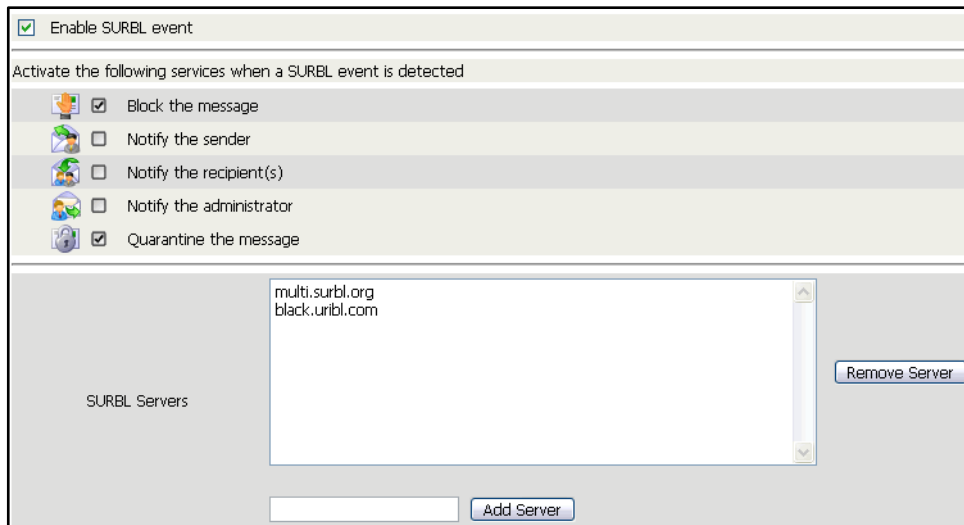 Enable SURBL event
Activate the following services when a SURBL event is detected
Block the message
Notify the sender
Notify the recipient(s)
Notify the administrator
Quarantine the message
multi.surbl.org
black.uribl.com
Remove Server
SURBL Servers
Add Server